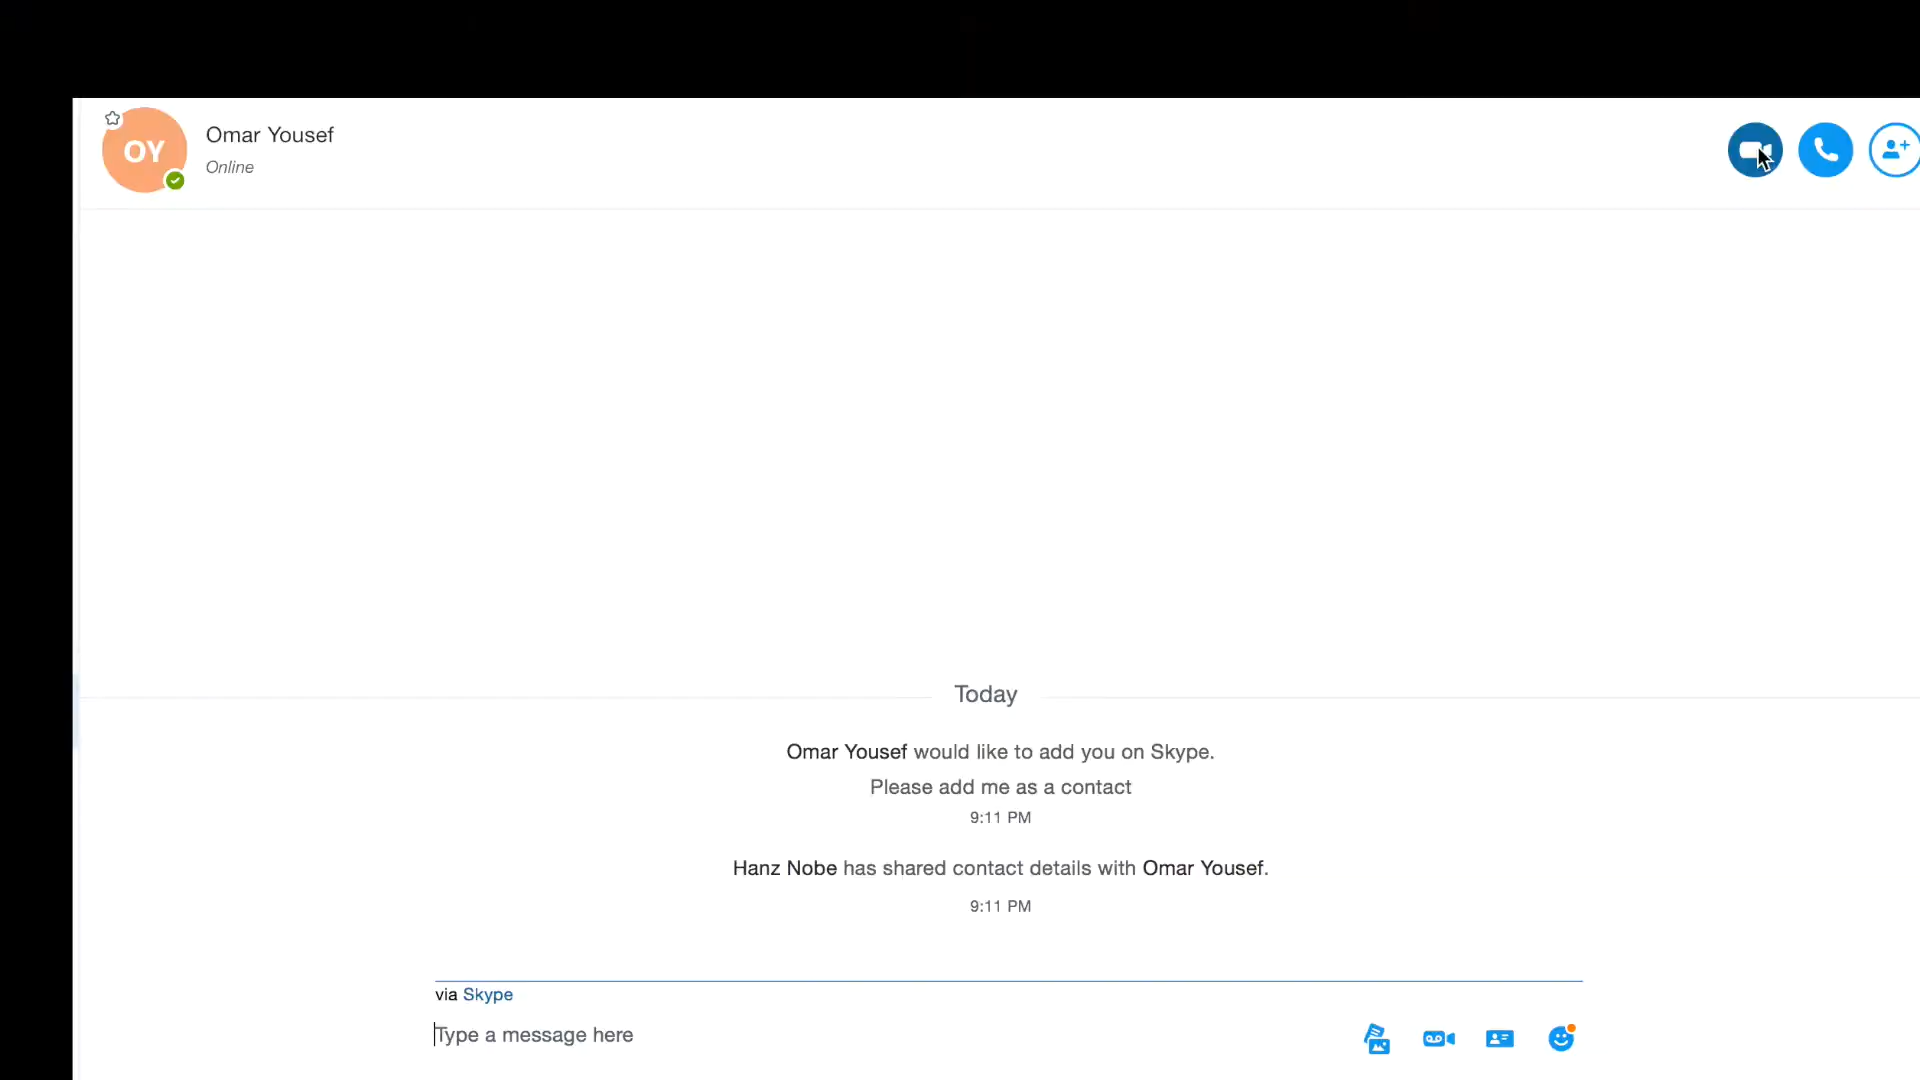 OY
Omar Yousef
Online
Today
Omar Yousef would like to add you on Skype.
Please add me as a contact
9:11 PM
Hanz Nobe has shared contact details with Omar Yousef.
9:11 PM
via Skype
Type a message here